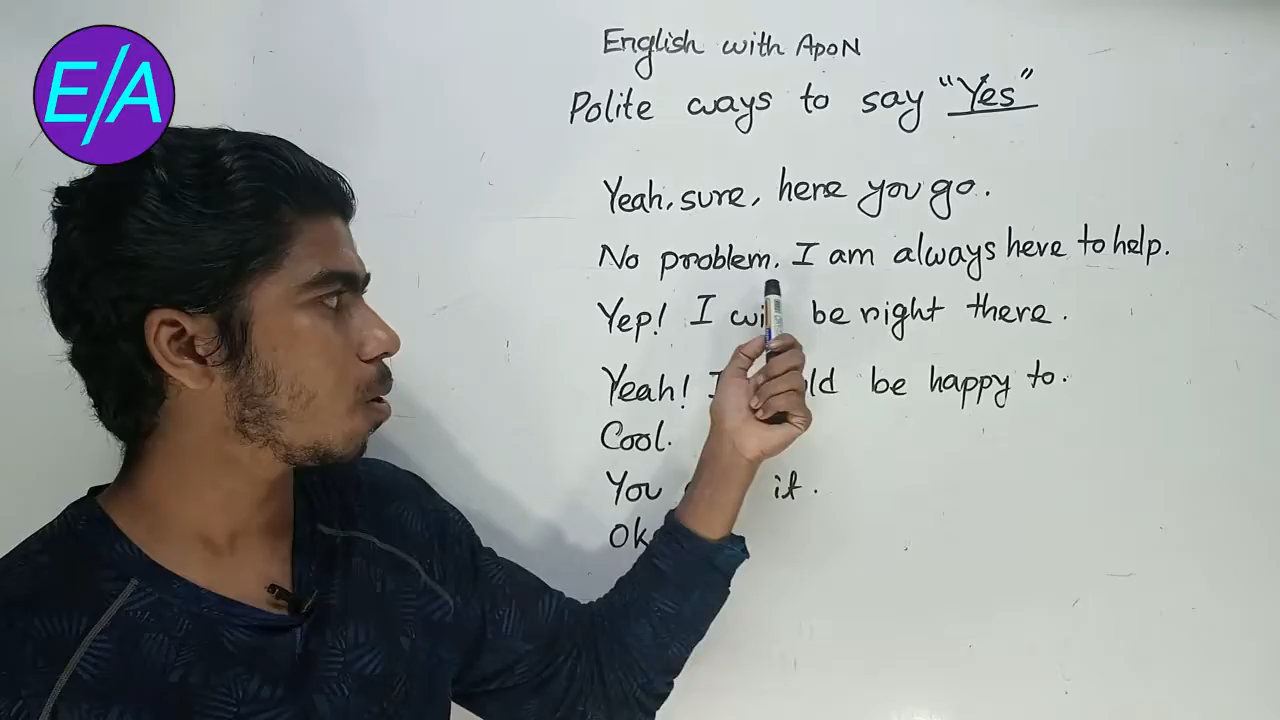 E/A
English with ApoN
Polite ways to say "Yes"
Yeah, sure, here you go.
No problem. I am always here to help.
Yep! I be right there.
Yeah! I be happy to.
Cool.
You it.